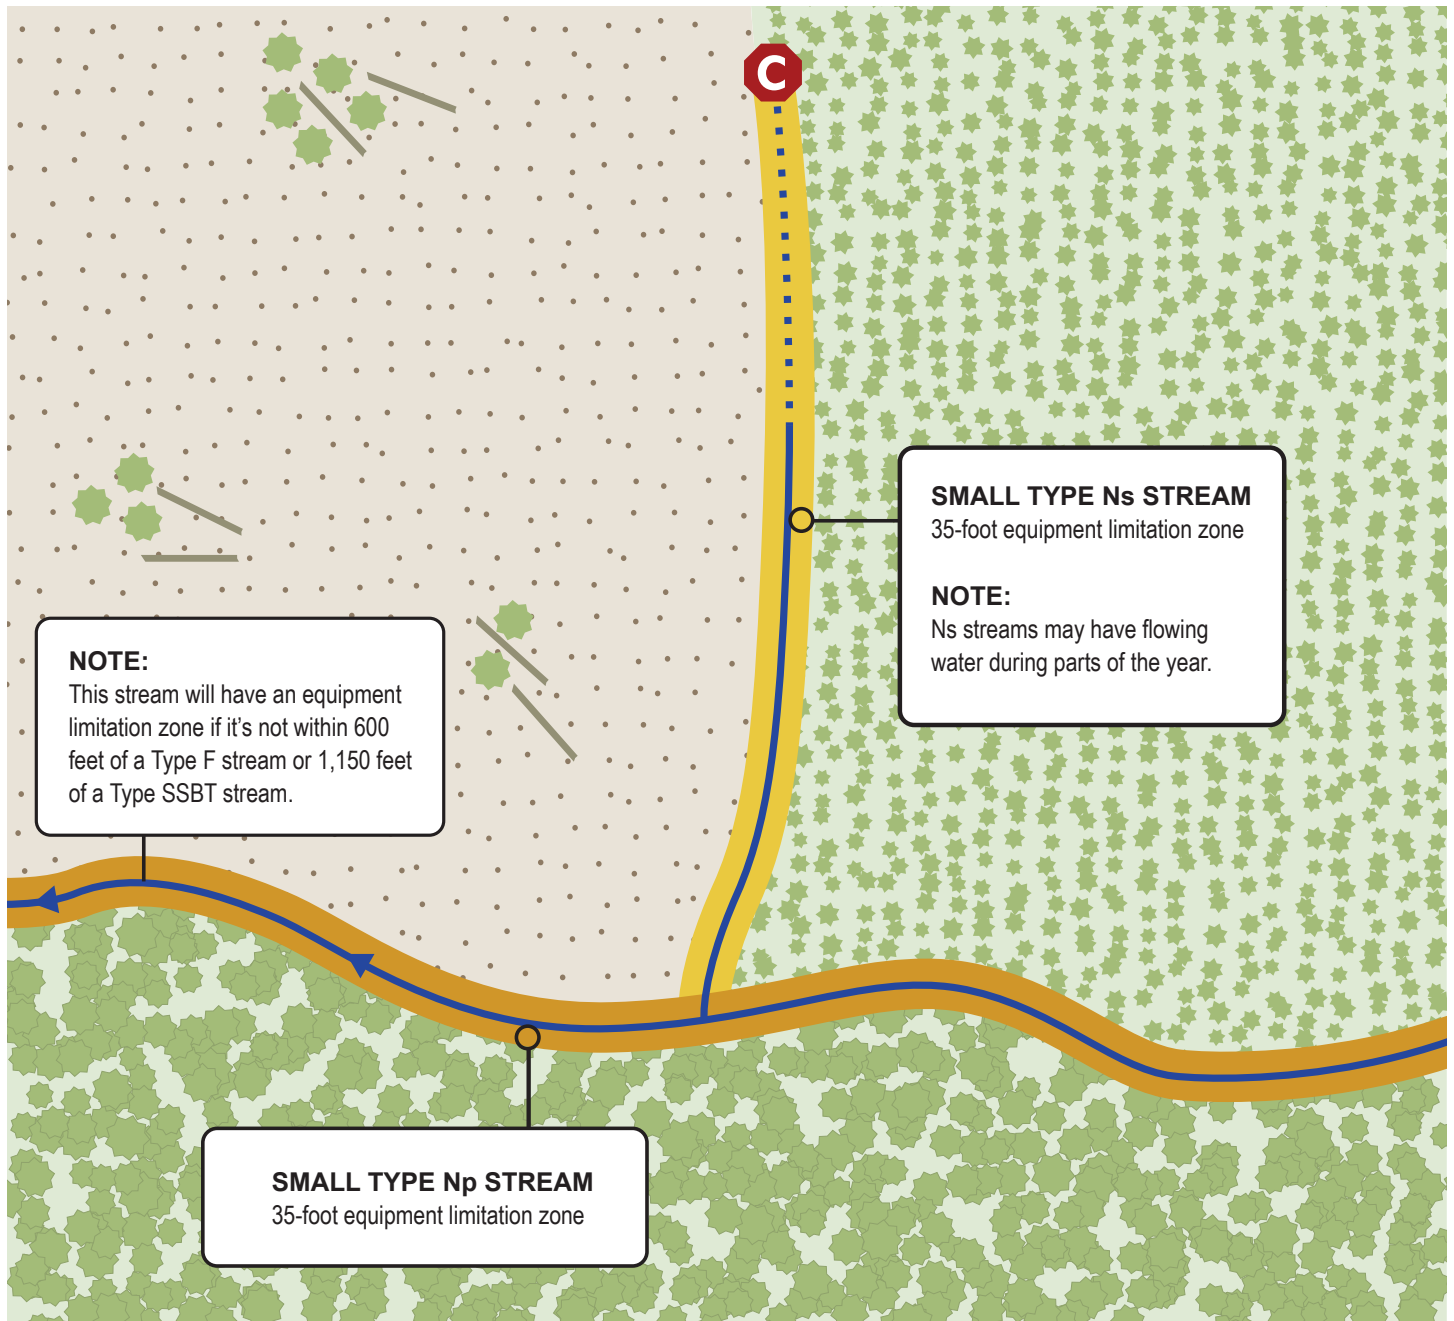 C
SMALL TYPE Ns STREAM
35-foot equipment limitation zone
NOTE:
Ns streams may have flowing
water during parts of the year.
NOTE:
This stream will have an equipment
limitation zone if it’s not within 600
feet of a Type F stream or 1,150 feet
of a Type SSBT stream.
SMALL TYPE Np STREAM
35-foot equipment limitation zone